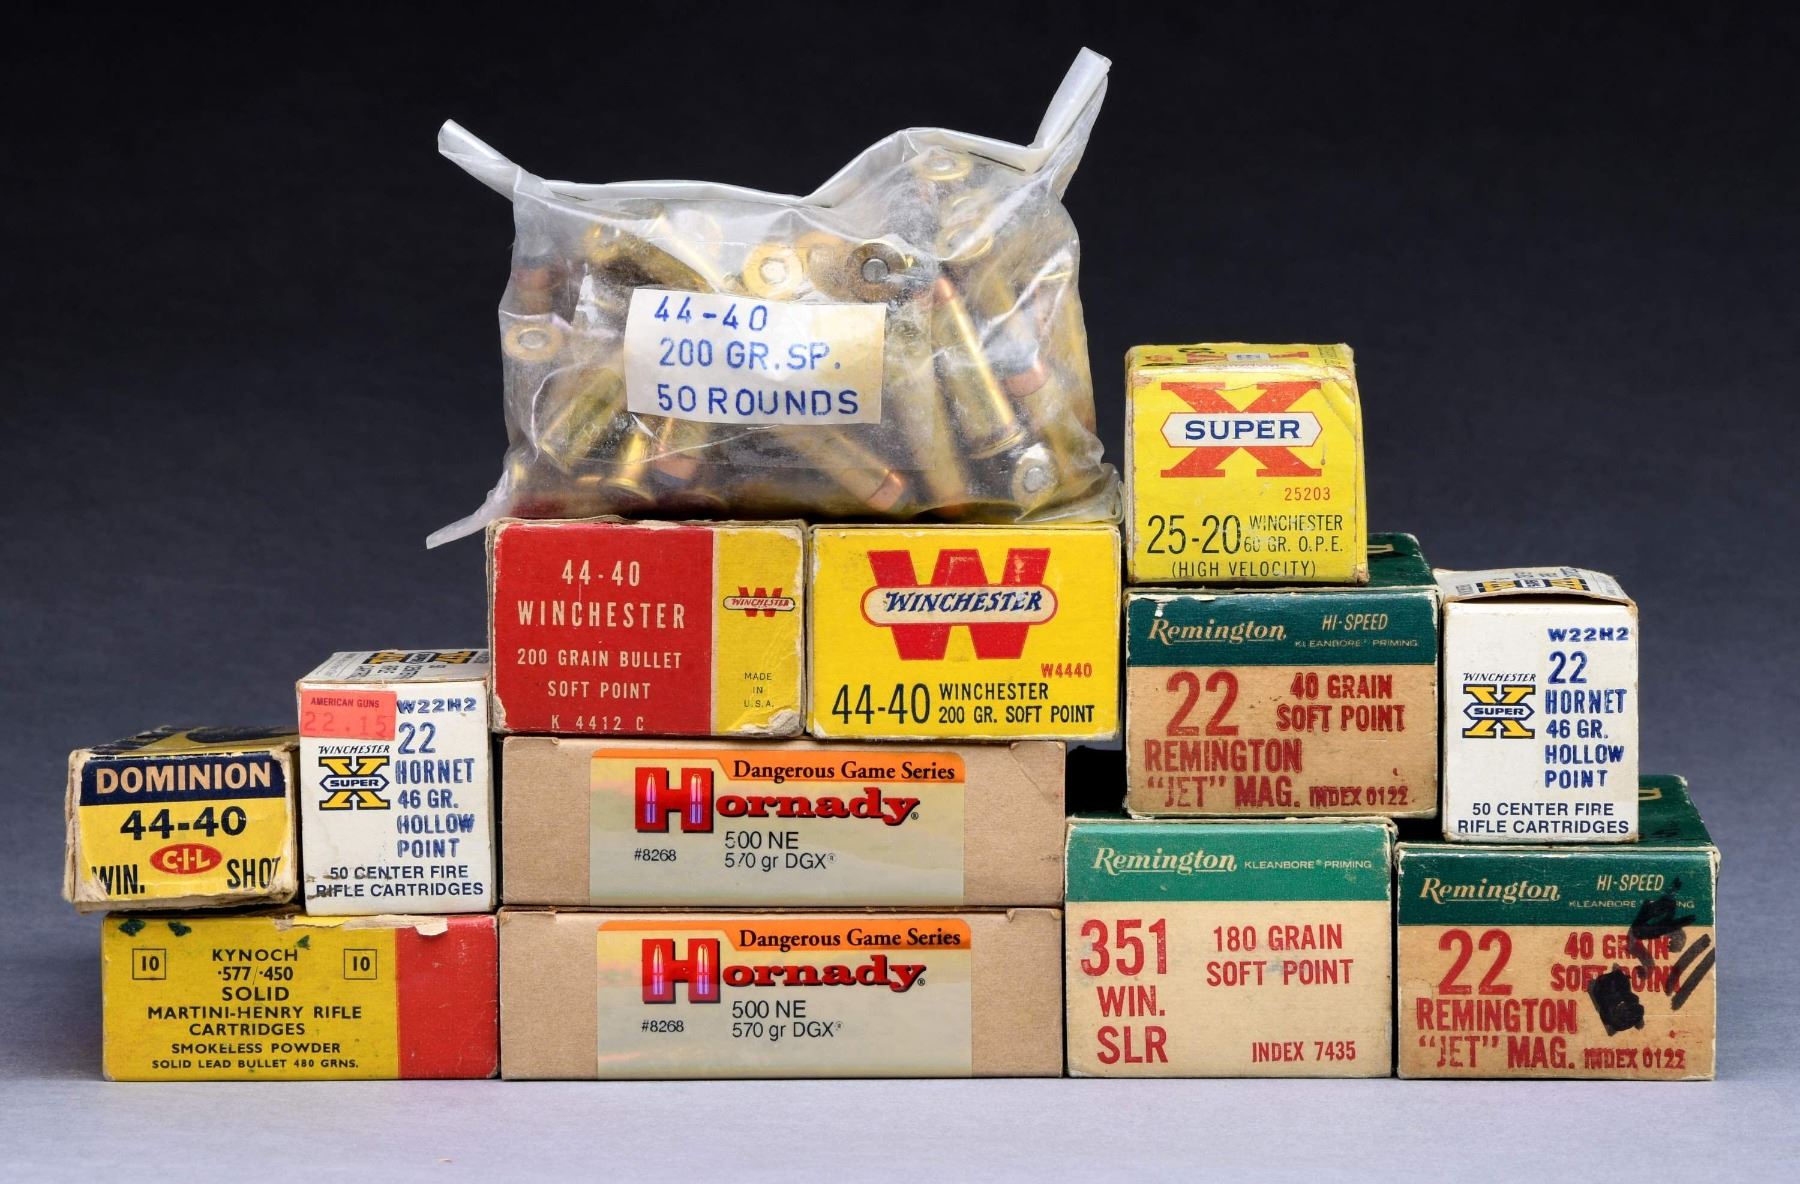 44-40
200 GR. SP.
50 ROUNDS
X
SUPER
25203
25-20 WINCHESTER
60 GR. O.P.E.
(HIGH VELOCITY)
44-40
WINCHESTER
200 GRAIN BULLET
SOFT POINT
K 4412 C
WINCHESTER
MADE
IN
U.S.A.
WINCHESTER
W4440
44-40 WINCHESTER
200 GR. SOFT POINT
Remington HI-SPEED
KLEANBORE® PRIMING
22 40 GRAIN
SOFT POINT
REMINGTON
"JET" MAG. INDEX 0122
W22H2
22
HORNET
46 GR.
HOLLOW
POINT
WINCHESTER
X
SUPER
50 CENTER FIRE
RIFLE CARTRIDGES
DOMINION
44-40
C-I-L
WIN. SHOT
AMERICAN GUNS
22.15
W22H2
22
HORNET
46 GR.
HOLLOW
POINT
WINCHESTER
X
SUPER
50 CENTER FIRE
RIFLE CARTRIDGES
Dangerous Game Series
Hornady®
500 NE
#8268 570 gr DGX®
KYNOCH
10 ·577/·450 10
SOLID
MARTINI-HENRY RIFLE
CARTRIDGES
SMOKELESS POWDER
SOLID LEAD BULLET 480 GRNS.
Dangerous Game Series
Hornady®
500 NE
#8268 570 gr DGX®
Remington KLEANBORE® PRIMING
351 180 GRAIN
WIN. SOFT POINT
SLR INDEX 7435
Remington HI-SPEED
KLEANBORE
22 40 GRAIN
SOFT POINT
REMINGTON
"JET" MAG. INDEX 0122